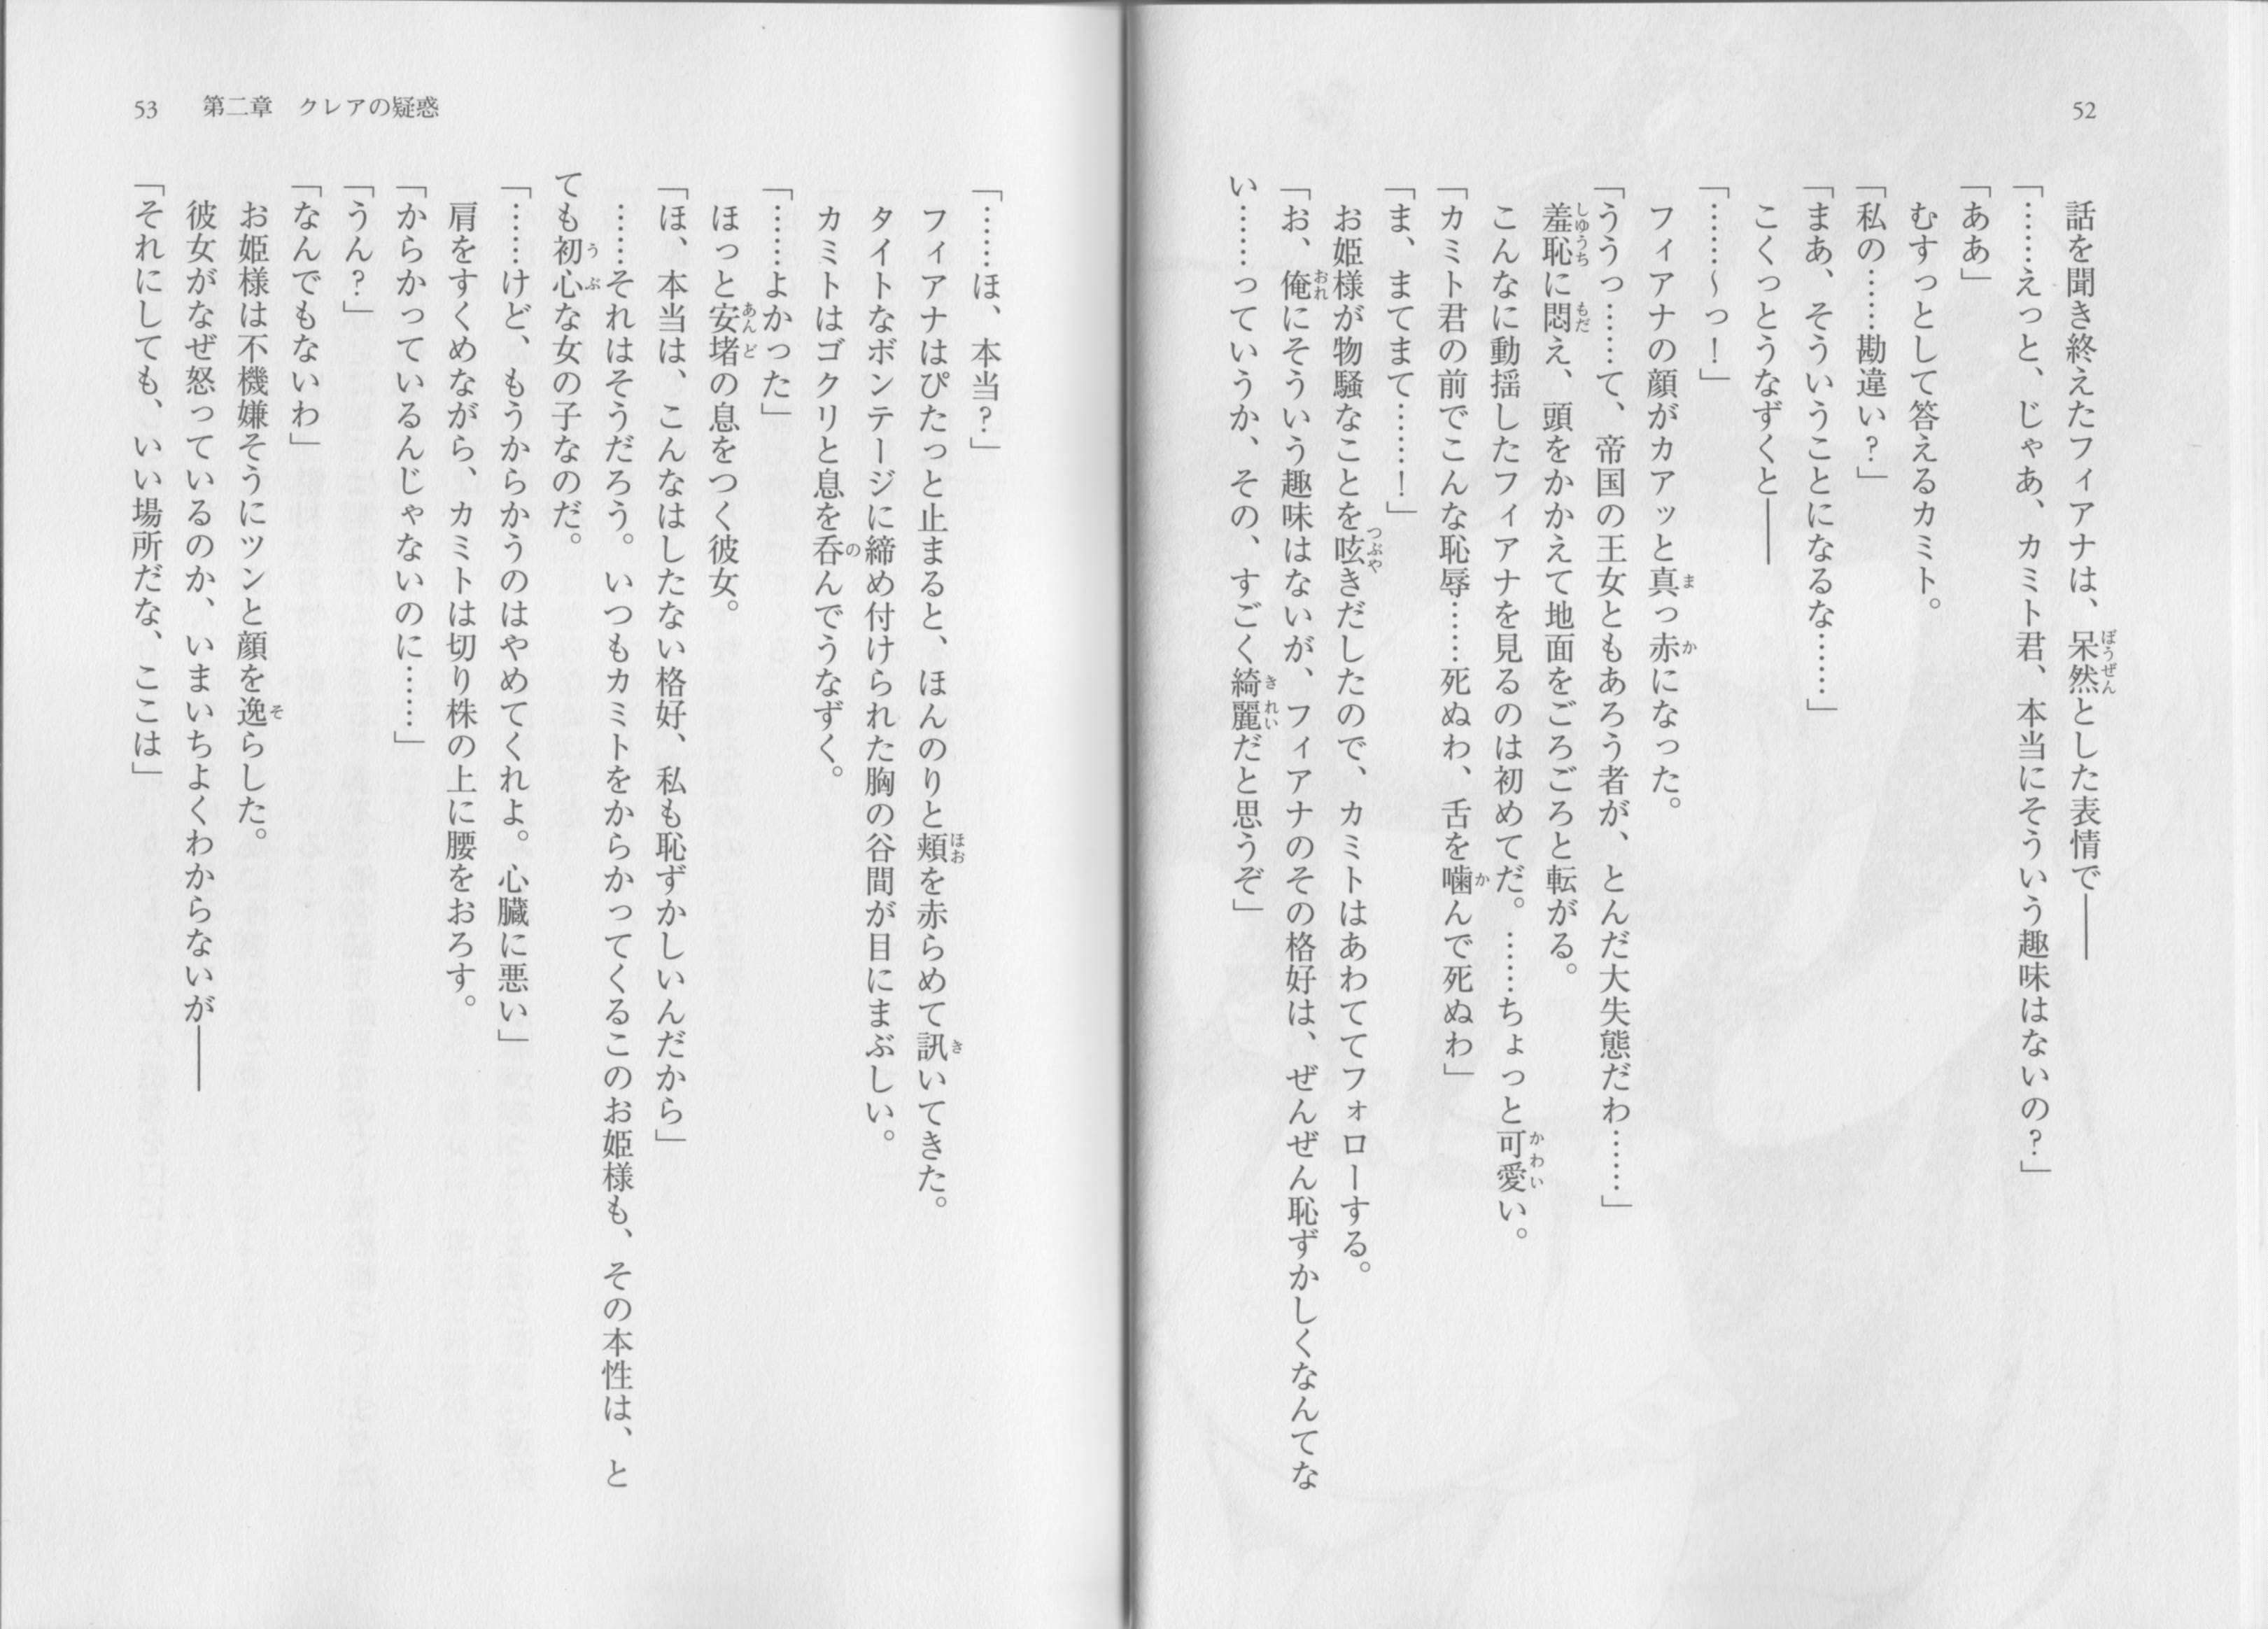 52
話を聞き終えたフィアナは、呆然とした表情で――
「……えっと、じゃあ、カミト君、本当にそういう趣味はないの？」
「ああ」
むすっとして答えるカミト。
「私の……勘違い？」
「まあ、そういうことになるな……」
こくっとうなずくと――
「……～っ！」
フィアナの顔がカアッと真っ赤になった。
「ううっ……て、帝国の王女ともあろう者が、とんだ大失態だわ……」
羞恥に悶え、頭をかかえて地面をごろごろと転がる。
こんなに動揺したフィアナを見るのは初めてだ。……ちょっと可愛い。
「カミト君の前でこんな恥辱……死ぬわ、舌を噛んで死ぬわ」
「ま、まてまて……！」
お姫様が物騒なことを呟きだしたので、カミトはあわててフォローする。
「お、俺にそういう趣味はないが、フィアナのその格好は、ぜんぜん恥ずかしくなんてな
い……っていうか、その、すごく綺麗だと思うぞ」
53 第二章 クレアの疑惑
「……ほ、本当？」
フィアナはぴたっと止まると、ほんのりと頬を赤らめて訊いてきた。
タイトなボンテージに締め付けられた胸の谷間が目にまぶしい。
カミトはゴクリと息を呑んでうなずく。
「……よかった」
ほっと安堵の息をつく彼女。
「ほ、本当は、こんなはしたない格好、私も恥ずかしいんだから」
……それはそうだろう。いつもカミトをからかってくるこのお姫様も、その本性は、と
ても初心な女の子なのだ。
「……けど、もうからかうのはやめてくれよ。心臓に悪い」
肩をすくめながら、カミトは切り株の上に腰をおろす。
「からかっているんじゃないのに……」
「うん？」
「なんでもないわ」
お姫様は不機嫌そうにツンと顔を逸らした。
彼女がなぜ怒っているのか、いまいちよくわからないが――
「それにしても、いい場所だな、ここは」